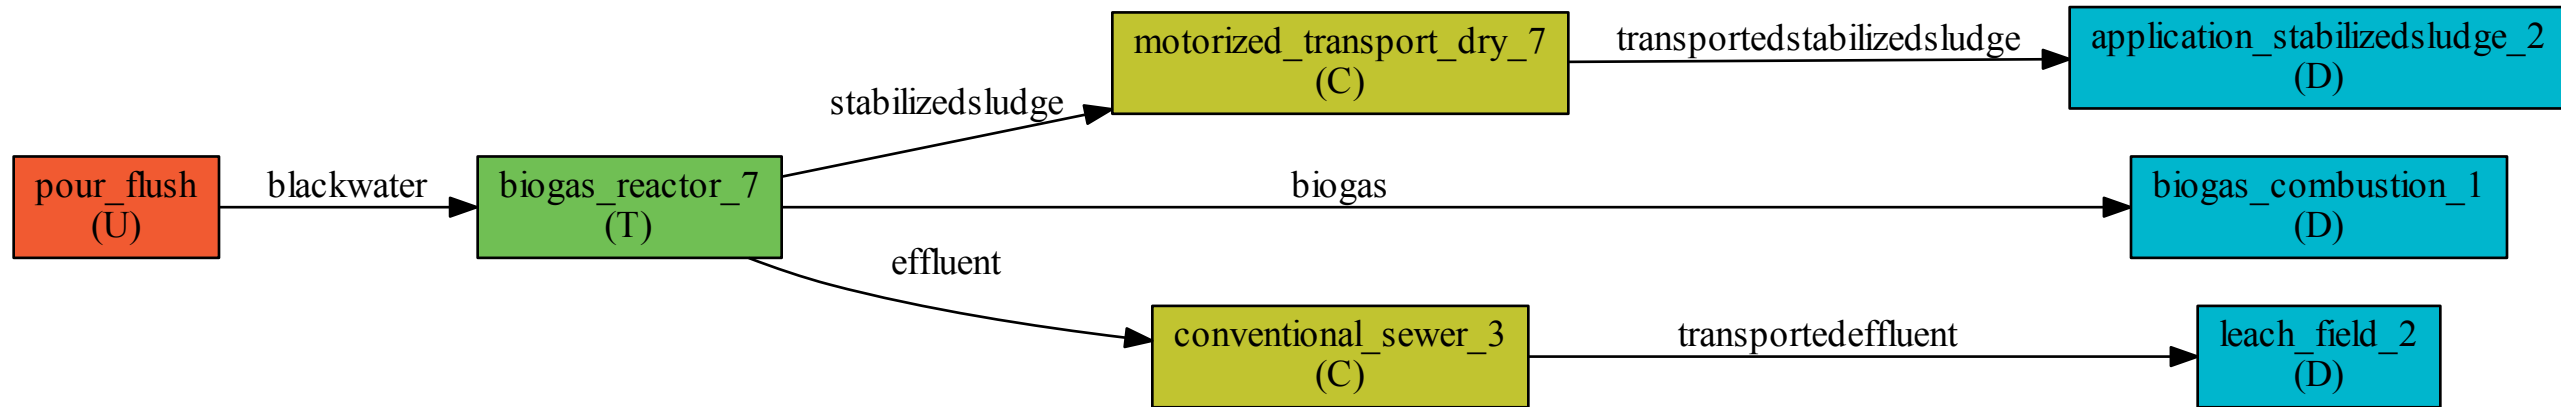 motorized_transport_dry_7
(C)
transportedstabilizedsludge
application_stabilizedsludge_2
(D)
stabilizedsludge
pour_flush
(U)
blackwater
biogas_reactor_7
(T)
biogas
biogas_combustion_1
(D)
effluent
conventional_sewer_3
(C)
transportedeffluent
leach_field_2
(D)